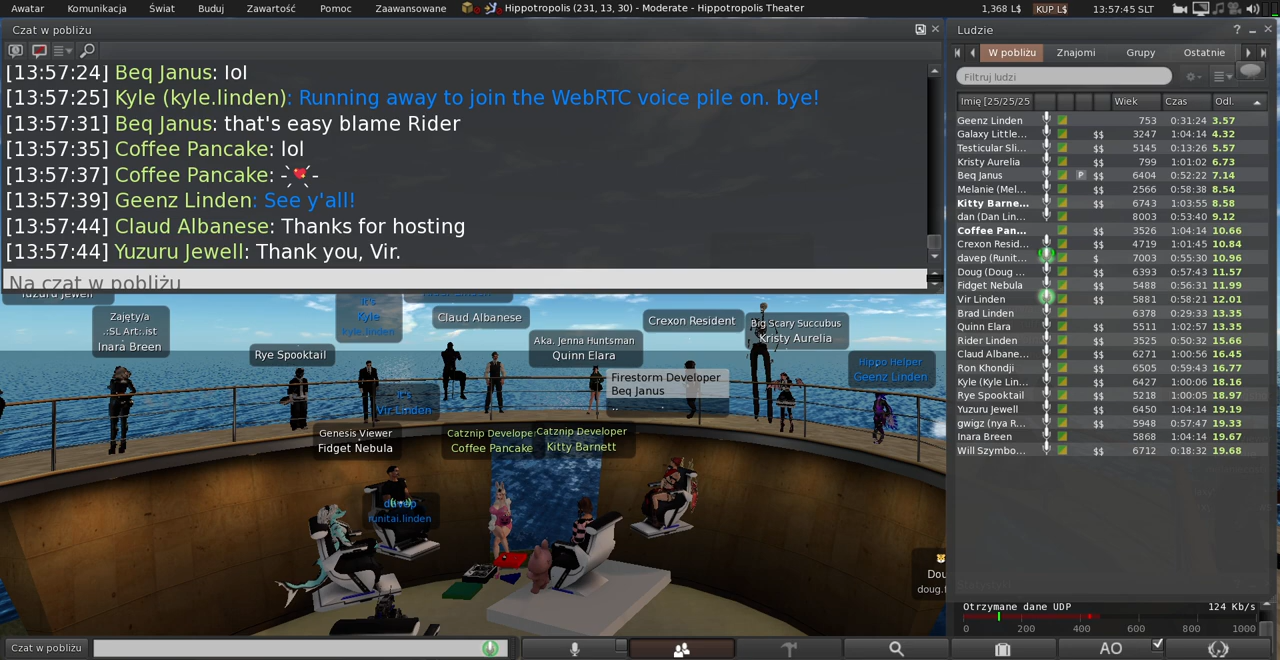 Awatar Komunikacja Świat Buduj Zawartość Pomoc Zaawansowane Hippotropolis (231, 13, 30) - Moderate - Hippotropolis Theater 1,368 L$ KUP L$ 13:57:45 SLT
Czat w pobliżu
[13:57:24] Beq Janus: lol
[13:57:25] Kyle (kyle.linden): Running away to join the WebRTC voice pile on. bye!
[13:57:31] Beq Janus: that's easy blame Rider
[13:57:35] Coffee Pancake: lol
[13:57:37] Coffee Pancake: -💘-
[13:57:39] Geenz Linden: See y'all!
[13:57:44] Claud Albanese: Thanks for hosting
[13:57:44] Yuzuru Jewell: Thank you, Vir.
Na czat w pobliżu
Yuzuru Jewell
Zajęty/a
.:SL Art:.ist
Inara Breen
Rye Spooktail
it's
Kyle
kyle.linden
Claud Albanese
Aka. Jenna Huntsman
Quinn Elara
Crexon Resident
Big Scary Succubus
Kristy Aurelia
Hippo Helper
Geenz Linden
Firestorm Developer
Beq Janus
..
it's
Vir Linden
Genesis Viewer
Fidget Nebula
Catznip Develope
Coffee Pancake
Catznip Developer
Kitty Barnett
davep
runitai.linden
Dou
doug.
Czat w pobliżu
AO
Ludzie
W pobliżu Znajomi Grupy Ostatnie
Filtruj ludzi
Imię [25/25/25 Wiek Czas Odl.
Geenz Linden 753 0:31:24 3.57
Galaxy Little... $$ 3247 1:04:14 4.32
Testicular Sli... $$ 5145 0:13:26 5.57
Kristy Aurelia $$ 799 1:01:02 6.73
Beq Janus P $$ 6404 0:52:22 7.14
Melanie (Mel... $$ 2566 0:58:38 8.54
Kitty Barne... $$ 6743 1:03:55 8.58
dan (Dan Lin... 8003 0:53:40 9.12
Coffee Pan... $$ 3526 1:04:14 10.66
Crexon Resid... $$ 4719 1:01:45 10.84
davep (Runit... $ 7003 0:55:30 10.96
Doug (Doug ... $$ 6393 0:57:43 11.57
Fidget Nebula $$ 5488 0:56:31 11.99
Vir Linden $$ 5881 0:58:21 12.01
Brad Linden 6378 0:29:33 13.35
Quinn Elara $$ 5511 1:02:57 13.35
Rider Linden $$ 3525 0:50:32 15.66
Claud Albane... $$ 6271 1:00:56 16.45
Ron Khondji $$ 6505 0:59:43 16.77
Kyle (Kyle Lin... $$ 6427 1:00:06 18.16
Rye Spooktail $$ 5218 1:00:05 18.97
Yuzuru Jewell $$ 6450 1:04:14 19.19
gwigz (nya R... $$ 5948 0:57:47 19.33
Inara Breen 5868 1:04:14 19.67
Will Szymbo... $$ 6712 0:18:32 19.68
Otrzymane dane UDP 124 Kb/s
0 200 400 600 800 1000